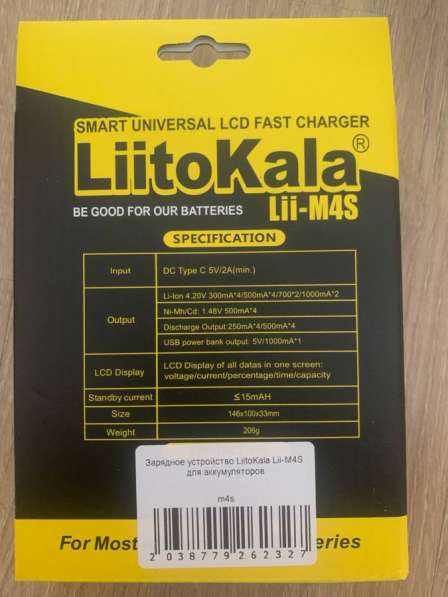 SMART UNIVERSAL LCD FAST CHARGER
LiitoKala®
BE GOOD FOR OUR BATTERIES Lii-M4S
SPECIFICATION
Input DC Type C 5V/2A(min.)
Output Li-Ion 4.20V 300mA*4/500mA*4/700*2/1000mA*2
Ni-Mh/Cd: 1.48V 500mA*4
Discharge Output:250mA*4/500mA*4
USB power bank output: 5V/1000mA*1
LCD Display LCD Display of all datas in one screen:
voltage/current/percentage/time/capacity
Standby current ≤15mAH
Size 146x100x33mm
Weight 206g
Зарядное устройство LiitoKala Lii-M4S
для аккумуляторов
m4s
2038779262327
For Most eries